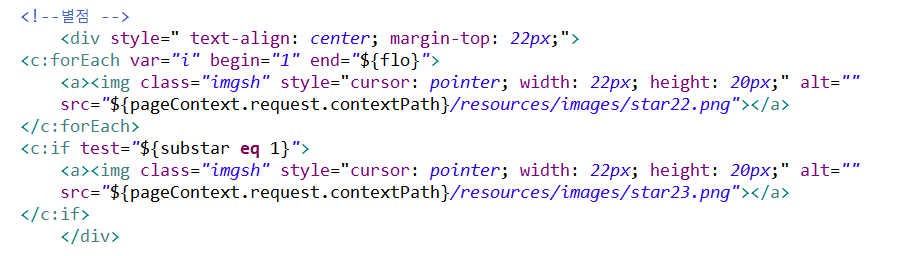 <!--별점 -->
<div style=" text-align: center; margin-top: 22px;">
<c:forEach var="i" begin="1" end="${flo}">
<a><img class="imgsh" style="cursor: pointer; width: 22px; height: 20px;" alt=""
src="${pageContext.request.contextPath}/resources/images/star22.png"></a>
</c:forEach>
<c:if test="${substar eq 1}">
<a><img class="imgsh" style="cursor: pointer; width: 22px; height: 20px;" alt=""
src="${pageContext.request.contextPath}/resources/images/star23.png"></a>
</c:if>
</div>